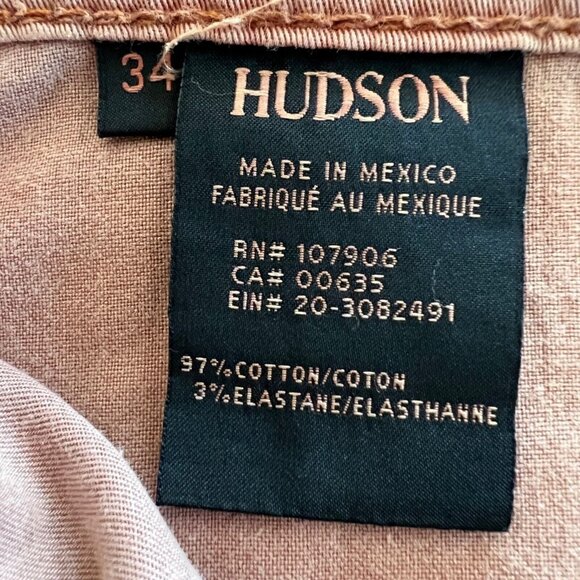 34
HUDSON
MADE IN MEXICO
FABRIQUÉ AU MEXIQUE
RN# 107906
CA# 00635
EIN# 20-3082491
97% COTTON/COTON
3% ELASTANE/ELASTHANNE